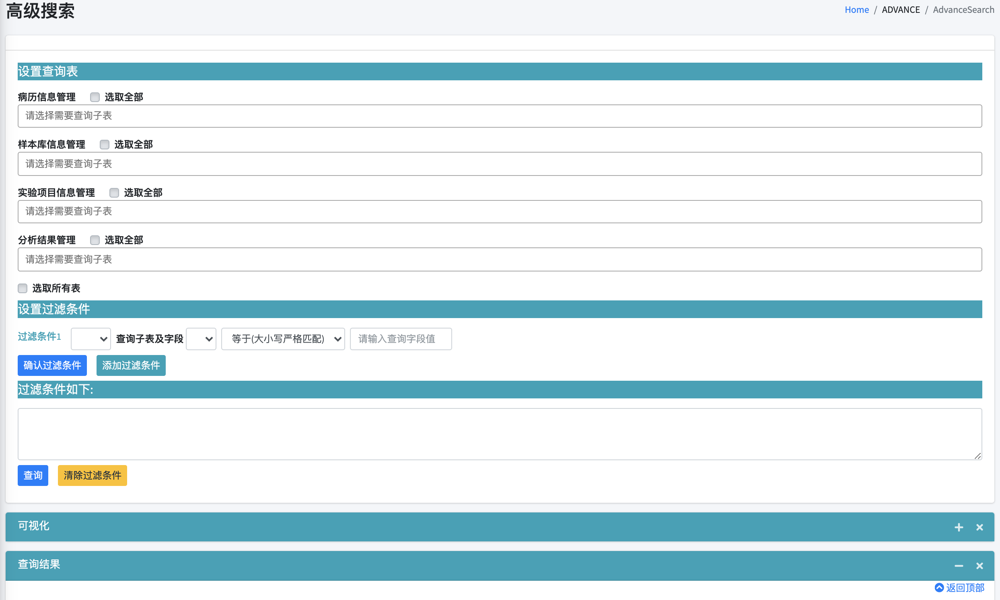 高级搜索
Home / ADVANCE / AdvanceSearch
设置查询表
病历信息管理 选取全部
请选择需要查询子表
样本库信息管理 选取全部
请选择需要查询子表
实验项目信息管理 选取全部
请选择需要查询子表
分析结果管理 选取全部
请选择需要查询子表
选取所有表
设置过滤条件
过滤条件1 查询子表及字段 等于(大小写严格匹配) 请输入查询字段值
确认过滤条件 添加过滤条件
过滤条件如下:
查询 清除过滤条件
可视化
查询结果
返回顶部